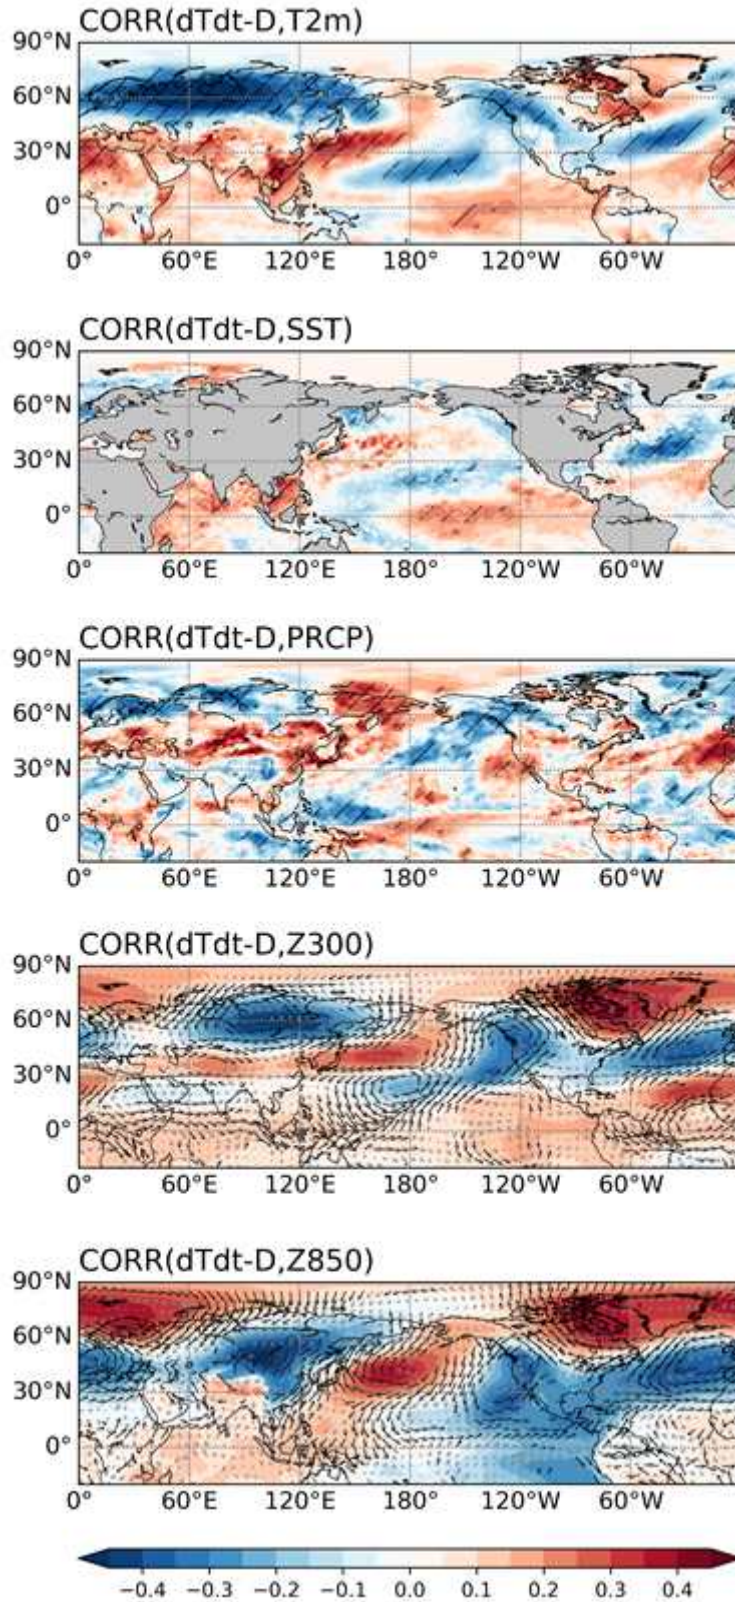 CORR(dTdt-D,T2m)
90°N
60°N
30°N
0°
0° 60°E 120°E 180° 120°W 60°W
CORR(dTdt-D,SST)
90°N
60°N
30°N
0°
0° 60°E 120°E 180° 120°W 60°W
CORR(dTdt-D,PRCP)
90°N
60°N
30°N
0°
0° 60°E 120°E 180° 120°W 60°W
CORR(dTdt-D,Z300)
90°N
60°N
30°N
0°
0° 60°E 120°E 180° 120°W 60°W
CORR(dTdt-D,Z850)
90°N
60°N
30°N
0°
0° 60°E 120°E 180° 120°W 60°W
−0.4 −0.3 −0.2 −0.1 0.0 0.1 0.2 0.3 0.4